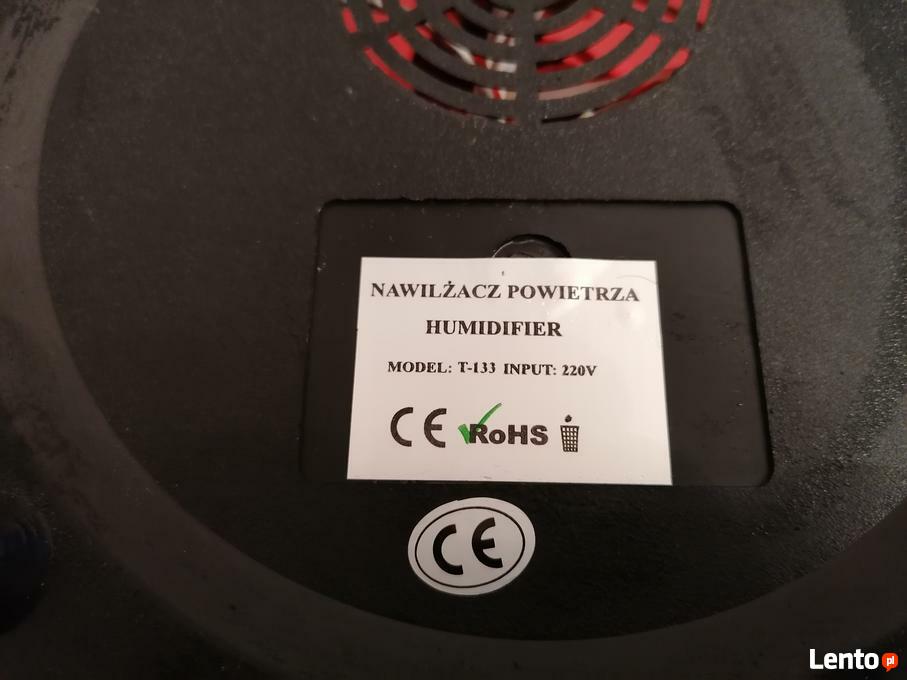 NAWILŻACZ POWIETRZA
HUMIDIFIER
MODEL: T-133 INPUT: 220V
CE RoHS
CE
Lento pl